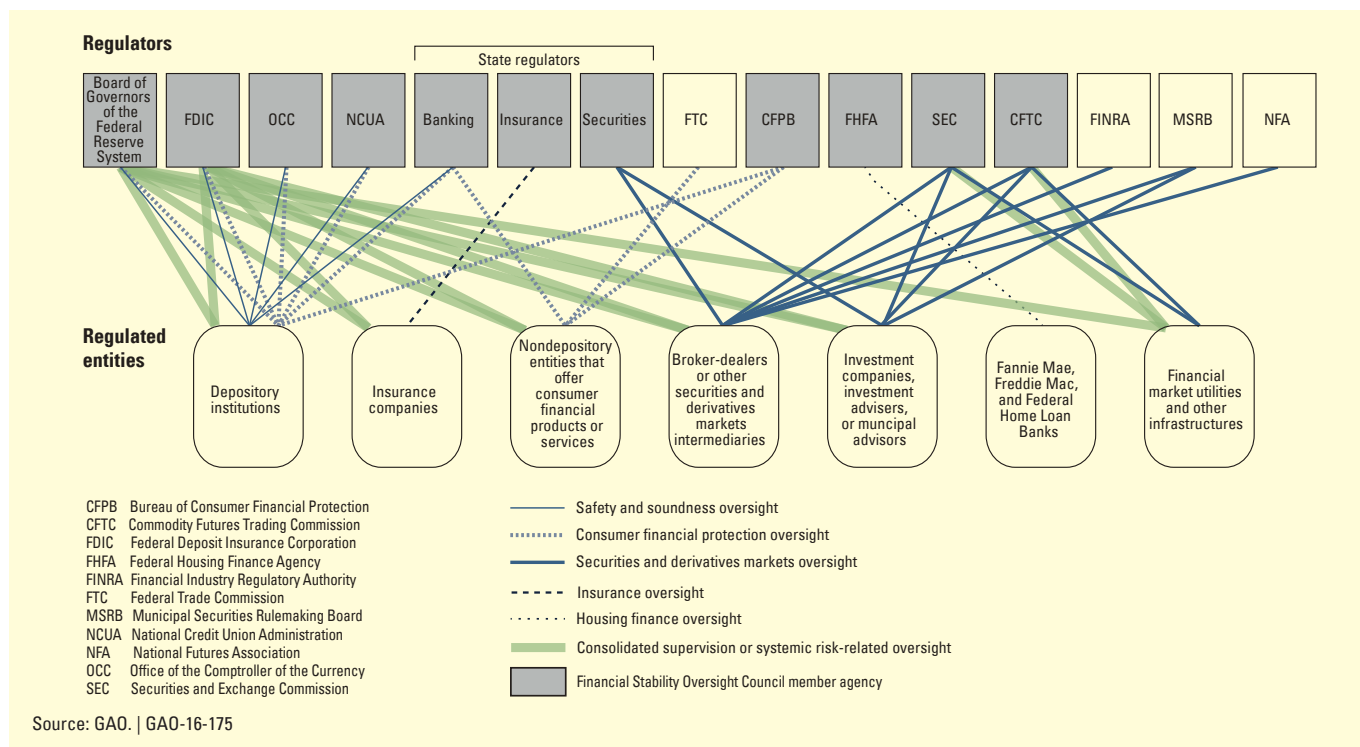 Regulators
State regulators
Board of
Governors
of the
Federal
Reserve
System
FDIC
OCC
NCUA
Banking
Insurance
Securities
FTC
CFPB
FHFA
SEC
CFTC
FINRA
MSRB
NFA
Regulated
entities
Depository
institutions
Insurance
companies
Nondepository
entities that
offer
consumer
financial
products or
services
Broker-dealers
or other
securities and
derivatives
markets
intermediaries
Investment
companies,
investment
advisers,
or muncipal
advisors
Fannie Mae,
Freddie Mac,
and Federal
Home Loan
Banks
Financial
market utilities
and other
infrastructures
CFPB Bureau of Consumer Financial Protection
CFTC Commodity Futures Trading Commission
FDIC Federal Deposit Insurance Corporation
FHFA Federal Housing Finance Agency
FINRA Financial Industry Regulatory Authority
FTC Federal Trade Commission
MSRB Municipal Securities Rulemaking Board
NCUA National Credit Union Administration
NFA National Futures Association
OCC Office of the Comptroller of the Currency
SEC Securities and Exchange Commission
Safety and soundness oversight
Consumer financial protection oversight
Securities and derivatives markets oversight
Insurance oversight
Housing finance oversight
Consolidated supervision or systemic risk-related oversight
Financial Stability Oversight Council member agency
Source: GAO. | GAO-16-175